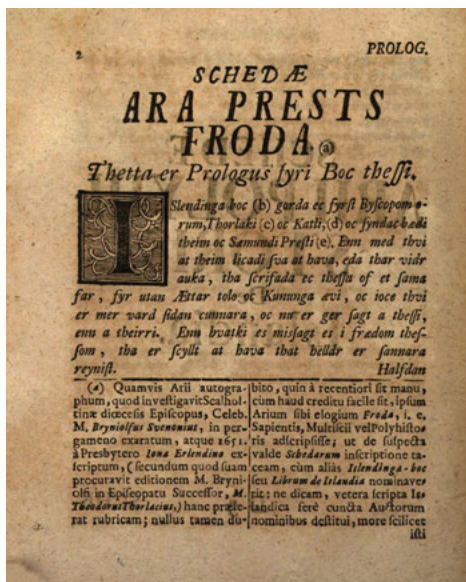 2 PROLOG.
SCHEDÆ
ARA PRESTS
FRODA (a)
Thetta er Prologus fyri Boc thessi.
ISlendinga boc (b) gorda ec fyrst Byscopom o-
rum, Thorlaki (c) oc Katli, (d) oc syndac bædi
theim oc Sæmundi Presti (e). Enn med thvi
at theim licadi sva at hava, eda thar vidr
auka, tha scrifada ec thessa of et sama
far, fyr utan Ættar tolo oc Kununga ævi, oc ioce thvi
er mer vard sidan cunnara, oc nu er ger sagt a thessi,
enn a theirri. Enn hvatki es missagt es i frædom thes-
som, tha er scyllt at hava that helldr er sannara
reynist. Halfdan
(a) Quamvis Arii autogra-
phum, quod investigavit Scalhol-
tinæ diœcesis Episcopus, Celeb.
M. Bryniolfus Svenonius, in per-
gameno exaratum, atque 1651.
à Presbytero Iona Erlendino ex-
scriptum, (secundum quod suam
procuravit editionem M. Bryni-
olfi in Episcopatu Successor, M.
Theodorus Thorlacius,) hanc præfe-
rat rubricam; nullus tamen du-
bito, quin à recentiori sit manu,
cum haud creditu facile sit, ipsum
Arium sibi elogium Froda, i. e.
Sapientis, Multiscii vel Polyhisto-
ris adscripsisse; ut de suspecta
valde Schedarum inscriptione ta-
ceam, cum aliàs Islendinga-boc
seu Librum de Islandia nominave-
rit: ne dicam, vetera scripta Is-
landica ferè cuncta Auctorum
nominibus destitui, more scilicet
isti